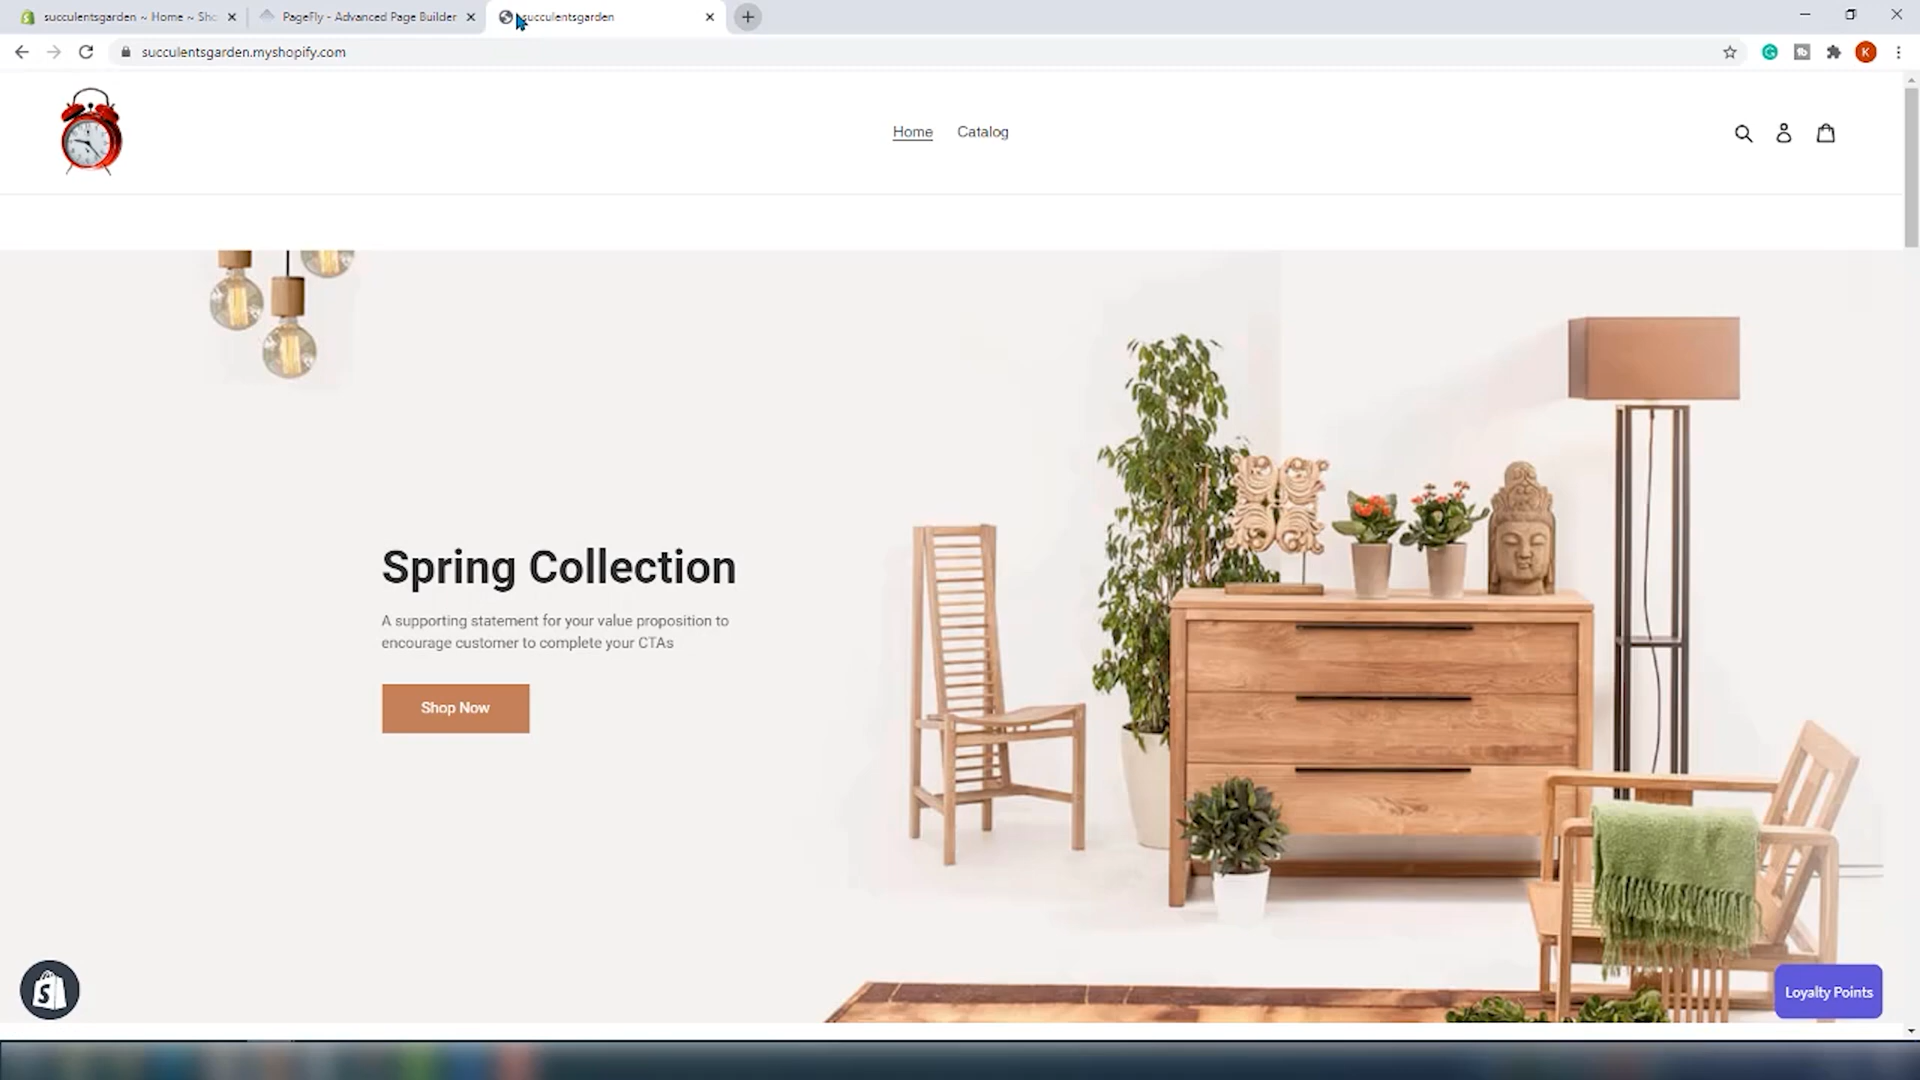 succulentsgarden ~ Home ~ Sho
PageFly - Advanced Page Builder
succulentsgarden
succulentsgarden.myshopify.com
K
Home
Catalog
Spring Collection
A supporting statement for your value proposition to
encourage customer to complete your CTAs
Shop Now
Loyalty Points